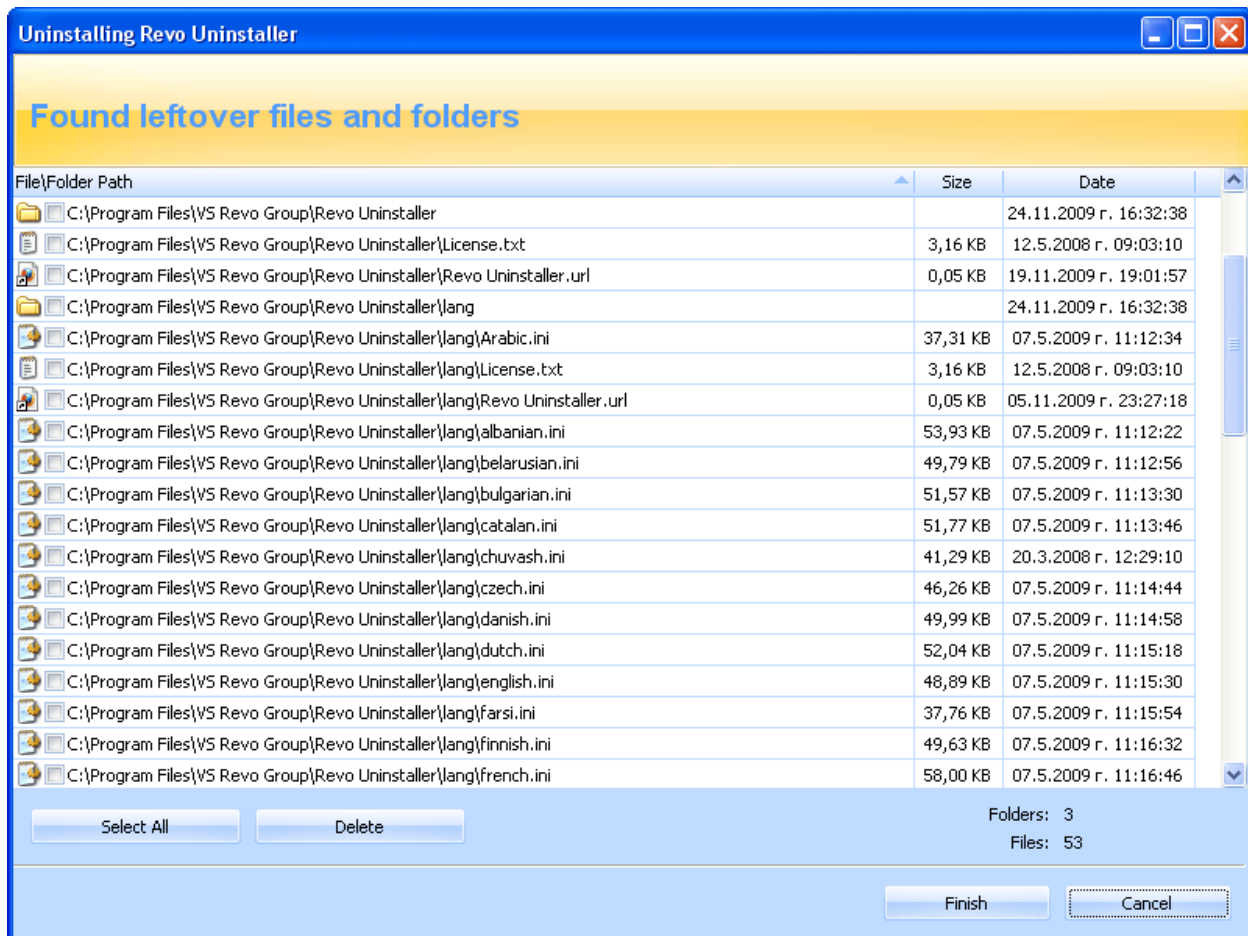 Uninstalling Revo Uninstaller
Found leftover files and folders
File\Folder Path Size Date
C:\Program Files\VS Revo Group\Revo Uninstaller 24.11.2009 г. 16:32:38
C:\Program Files\VS Revo Group\Revo Uninstaller\License.txt 3,16 KB 12.5.2008 г. 09:03:10
C:\Program Files\VS Revo Group\Revo Uninstaller\Revo Uninstaller.url 0,05 KB 19.11.2009 г. 19:01:57
C:\Program Files\VS Revo Group\Revo Uninstaller\lang 24.11.2009 г. 16:32:38
C:\Program Files\VS Revo Group\Revo Uninstaller\lang\Arabic.ini 37,31 KB 07.5.2009 г. 11:12:34
C:\Program Files\VS Revo Group\Revo Uninstaller\lang\License.txt 3,16 KB 12.5.2008 г. 09:03:10
C:\Program Files\VS Revo Group\Revo Uninstaller\lang\Revo Uninstaller.url 0,05 KB 05.11.2009 г. 23:27:18
C:\Program Files\VS Revo Group\Revo Uninstaller\lang\albanian.ini 53,93 KB 07.5.2009 г. 11:12:22
C:\Program Files\VS Revo Group\Revo Uninstaller\lang\belarusian.ini 49,79 KB 07.5.2009 г. 11:12:56
C:\Program Files\VS Revo Group\Revo Uninstaller\lang\bulgarian.ini 51,57 KB 07.5.2009 г. 11:13:30
C:\Program Files\VS Revo Group\Revo Uninstaller\lang\catalan.ini 51,77 KB 07.5.2009 г. 11:13:46
C:\Program Files\VS Revo Group\Revo Uninstaller\lang\chuvash.ini 41,29 KB 20.3.2008 г. 12:29:10
C:\Program Files\VS Revo Group\Revo Uninstaller\lang\czech.ini 46,26 KB 07.5.2009 г. 11:14:44
C:\Program Files\VS Revo Group\Revo Uninstaller\lang\danish.ini 49,99 KB 07.5.2009 г. 11:14:58
C:\Program Files\VS Revo Group\Revo Uninstaller\lang\dutch.ini 52,04 KB 07.5.2009 г. 11:15:18
C:\Program Files\VS Revo Group\Revo Uninstaller\lang\english.ini 48,89 KB 07.5.2009 г. 11:15:30
C:\Program Files\VS Revo Group\Revo Uninstaller\lang\farsi.ini 37,76 KB 07.5.2009 г. 11:15:54
C:\Program Files\VS Revo Group\Revo Uninstaller\lang\finnish.ini 49,63 KB 07.5.2009 г. 11:16:32
C:\Program Files\VS Revo Group\Revo Uninstaller\lang\french.ini 58,00 KB 07.5.2009 г. 11:16:46
Select All Delete Folders: 3
Files: 53
Finish Cancel